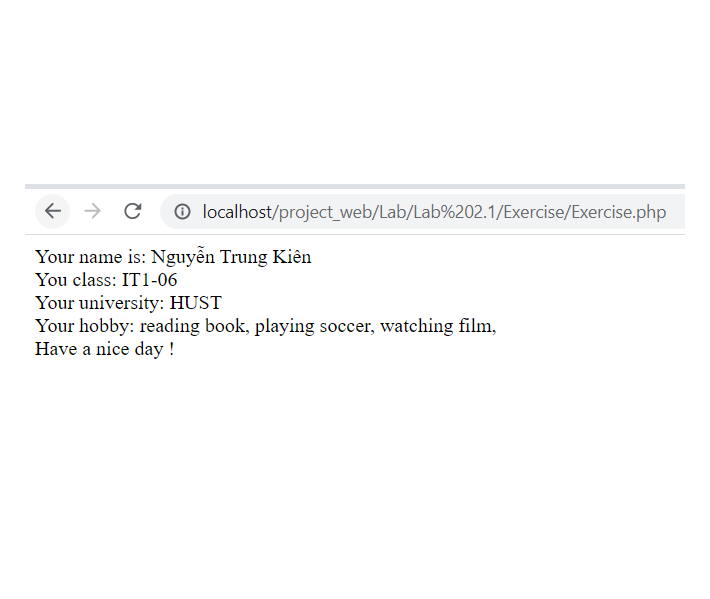 localhost/project_web/Lab/Lab%202.1/Exercise/Exercise.php
Your name is: Nguyễn Trung Kiên
You class: IT1-06
Your university: HUST
Your hobby: reading book, playing soccer, watching film,
Have a nice day !